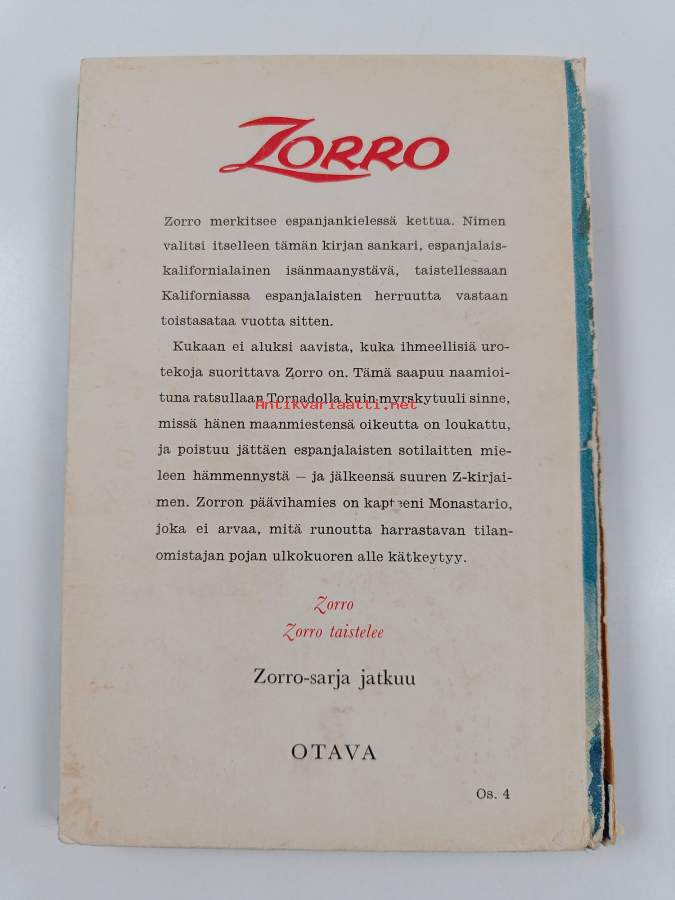 ZORRO
Zorro merkitsee espanjankielessä kettua. Nimen
valitsi itselleen tämän kirjan sankari, espanjalais-
kalifornialainen isänmaanystävä, taistellessaan
Kaliforniassa espanjalaisten herruutta vastaan
toistasataa vuotta sitten.
Kukaan ei aluksi aavista, kuka ihmeellisiä uro-
tekoja suorittava Zorro on. Tämä saapuu naamioi-
tuna ratsullaan Tornadolla kuin myrskytuuli sinne,
Antikvariaatti.net
missä hänen maanmiestensä oikeutta on loukattu,
ja poistuu jättäen espanjalaisten sotilaitten mie-
leen hämmennystä – ja jälkeensä suuren Z-kirjai-
men. Zorron päävihamies on kapteeni Monastario,
joka ei arvaa, mitä runoutta harrastavan tilan-
omistajan pojan ulkokuoren alle kätkeytyy.
Zorro
Zorro taistelee
Zorro-sarja jatkuu
OTAVA
Os. 4